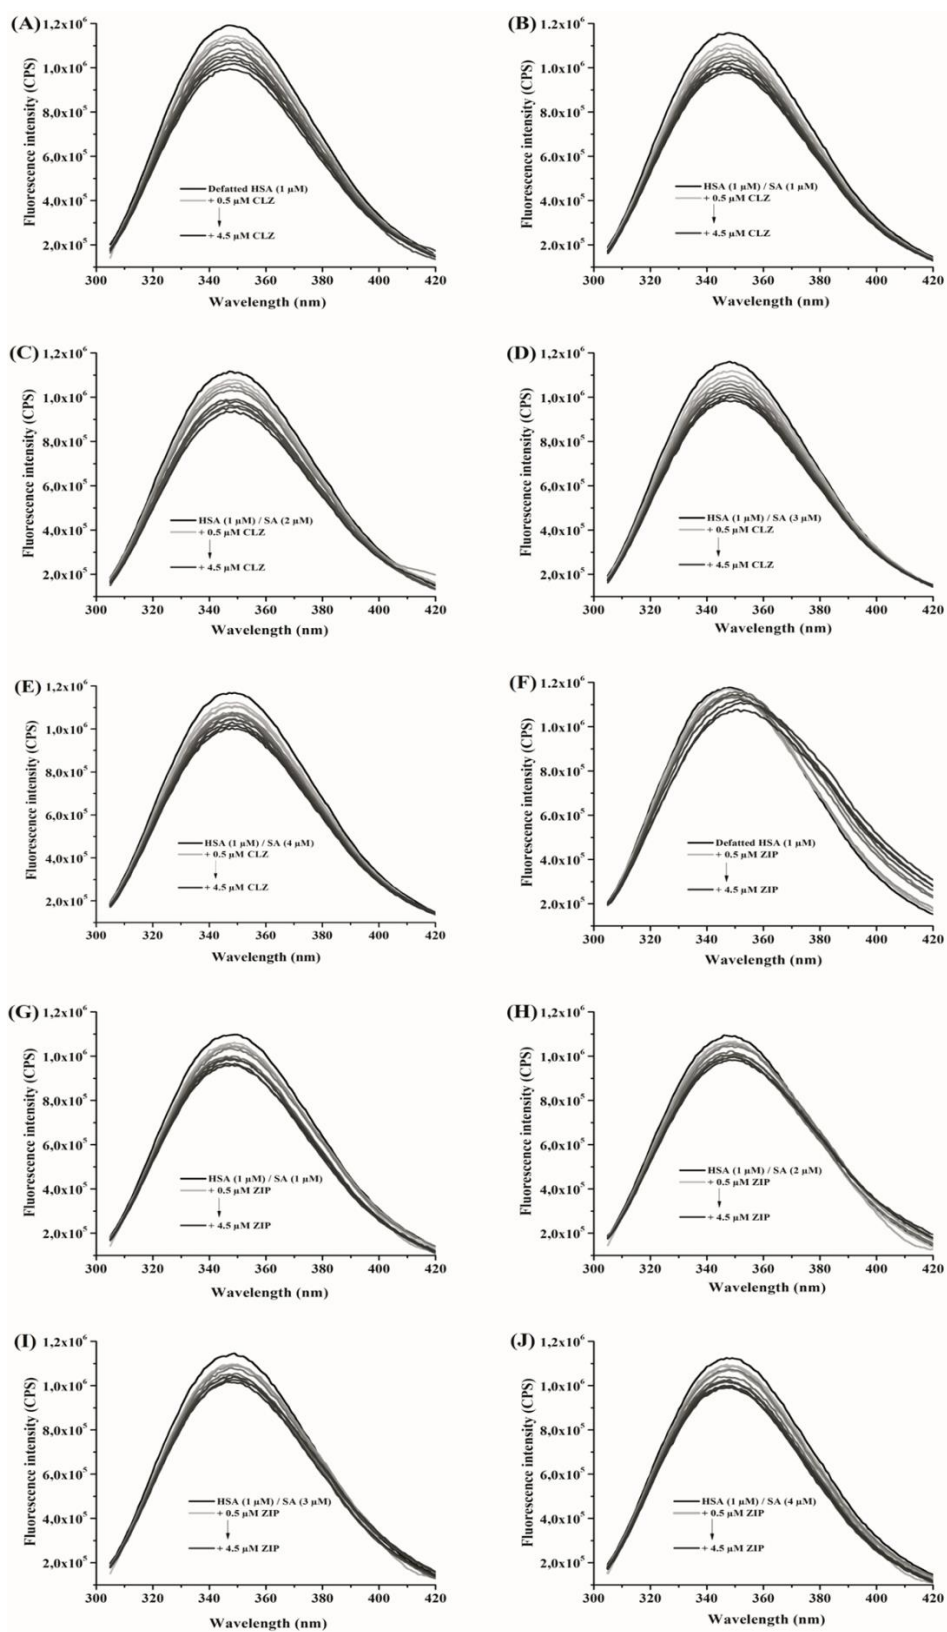 (A)
1,2x10⁶
1,0x10⁶
8,0x10⁵
6,0x10⁵
4,0x10⁵
2,0x10⁵
Fluorescence intensity (CPS)
Defatted HSA (1 µM)
+ 0.5 µM CLZ
+ 4.5 µM CLZ
300 320 340 360 380 400 420
Wavelength (nm)
(B)
1,2x10⁶
1,0x10⁶
8,0x10⁵
6,0x10⁵
4,0x10⁵
2,0x10⁵
Fluorescence intensity (CPS)
HSA (1 µM) / SA (1 µM)
+ 0.5 µM CLZ
+ 4.5 µM CLZ
300 320 340 360 380 400 420
Wavelength (nm)
(C)
1,2x10⁶
1,0x10⁶
8,0x10⁵
6,0x10⁵
4,0x10⁵
2,0x10⁵
Fluorescence intensity (CPS)
HSA (1 µM) / SA (2 µM)
+ 0.5 µM CLZ
+ 4.5 µM CLZ
300 320 340 360 380 400 420
Wavelength (nm)
(D)
1,2x10⁶
1,0x10⁶
8,0x10⁵
6,0x10⁵
4,0x10⁵
2,0x10⁵
Fluorescence intensity (CPS)
HSA (1 µM) / SA (3 µM)
+ 0.5 µM CLZ
+ 4.5 µM CLZ
300 320 340 360 380 400 420
Wavelength (nm)
(E)
1,2x10⁶
1,0x10⁶
8,0x10⁵
6,0x10⁵
4,0x10⁵
2,0x10⁵
Fluorescence intensity (CPS)
HSA (1 µM) / SA (4 µM)
+ 0.5 µM CLZ
+ 4.5 µM CLZ
300 320 340 360 380 400 420
Wavelength (nm)
(F)
1,2x10⁶
1,0x10⁶
8,0x10⁵
6,0x10⁵
4,0x10⁵
2,0x10⁵
Fluorescence intensity (CPS)
Defatted HSA (1 µM)
+ 0.5 µM ZIP
+ 4.5 µM ZIP
300 320 340 360 380 400 420
Wavelength (nm)
(G)
1,2x10⁶
1,0x10⁶
8,0x10⁵
6,0x10⁵
4,0x10⁵
2,0x10⁵
Fluorescence intensity (CPS)
HSA (1 µM) / SA (1 µM)
+ 0.5 µM ZIP
+ 4.5 µM ZIP
300 320 340 360 380 400 420
Wavelength (nm)
(H)
1,2x10⁶
1,0x10⁶
8,0x10⁵
6,0x10⁵
4,0x10⁵
2,0x10⁵
Fluorescence intensity (CPS)
HSA (1 µM) / SA (2 µM)
+ 0.5 µM ZIP
+ 4.5 µM ZIP
300 320 340 360 380 400 420
Wavelength (nm)
(I)
1,2x10⁶
1,0x10⁶
8,0x10⁵
6,0x10⁵
4,0x10⁵
2,0x10⁵
Fluorescence intensity (CPS)
HSA (1 µM) / SA (3 µM)
+ 0.5 µM ZIP
+ 4.5 µM ZIP
300 320 340 360 380 400 420
Wavelength (nm)
(J)
1,2x10⁶
1,0x10⁶
8,0x10⁵
6,0x10⁵
4,0x10⁵
2,0x10⁵
Fluorescence intensity (CPS)
HSA (1 µM) / SA (4 µM)
+ 0.5 µM ZIP
+ 4.5 µM ZIP
300 320 340 360 380 400 420
Wavelength (nm)